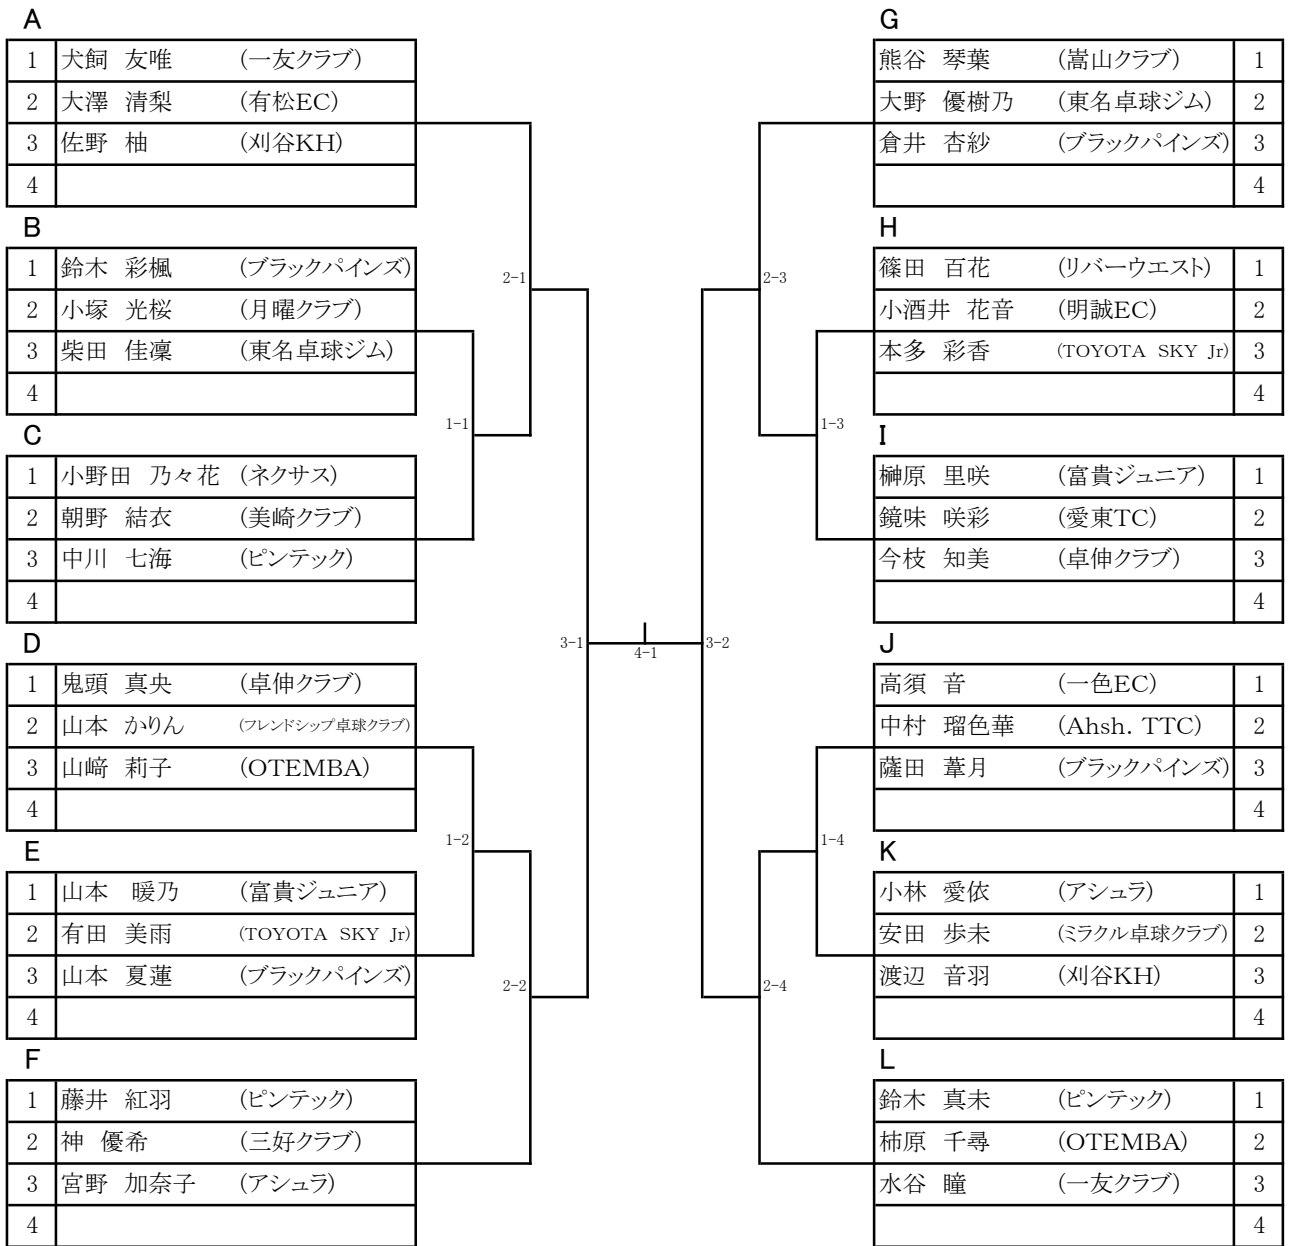 A
1 犬飼 友唯 (一友クラブ)
2 大澤 清梨 (有松EC)
3 佐野 柚 (刈谷KH)
4
B
1 鈴木 彩楓 (ブラックパインズ)
2 小塚 光桜 (月曜クラブ)
3 柴田 佳凜 (東名卓球ジム)
4
C
1 小野田 乃々花 (ネクサス)
2 朝野 結衣 (美崎クラブ)
3 中川 七海 (ピンテック)
4
D
1 鬼頭 真央 (卓伸クラブ)
2 山本 かりん (フレンドシップ卓球クラブ)
3 山﨑 莉子 (OTEMBA)
4
E
1 山本 暖乃 (富貴ジュニア)
2 有田 美雨 (TOYOTA SKY Jr)
3 山本 夏蓮 (ブラックパインズ)
4
F
1 藤井 紅羽 (ピンテック)
2 神 優希 (三好クラブ)
3 宮野 加奈子 (アシュラ)
4
2-1
1-1
3-1
1-2
2-2
4-1
2-3
1-3
3-2
1-4
2-4
G
熊谷 琴葉 (嵩山クラブ) 1
大野 優樹乃 (東名卓球ジム) 2
倉井 杏紗 (ブラックパインズ) 3
4
H
篠田 百花 (リバーウエスト) 1
小酒井 花音 (明誠EC) 2
本多 彩香 (TOYOTA SKY Jr) 3
4
I
榊原 里咲 (富貴ジュニア) 1
鏡味 咲彩 (愛東TC) 2
今枝 知美 (卓伸クラブ) 3
4
J
高須 音 (一色EC) 1
中村 瑠色華 (Ahsh. TTC) 2
薩田 葦月 (ブラックパインズ) 3
4
K
小林 愛依 (アシュラ) 1
安田 歩未 (ミラクル卓球クラブ) 2
渡辺 音羽 (刈谷KH) 3
4
L
鈴木 真未 (ピンテック) 1
柿原 千尋 (OTEMBA) 2
水谷 瞳 (一友クラブ) 3
4